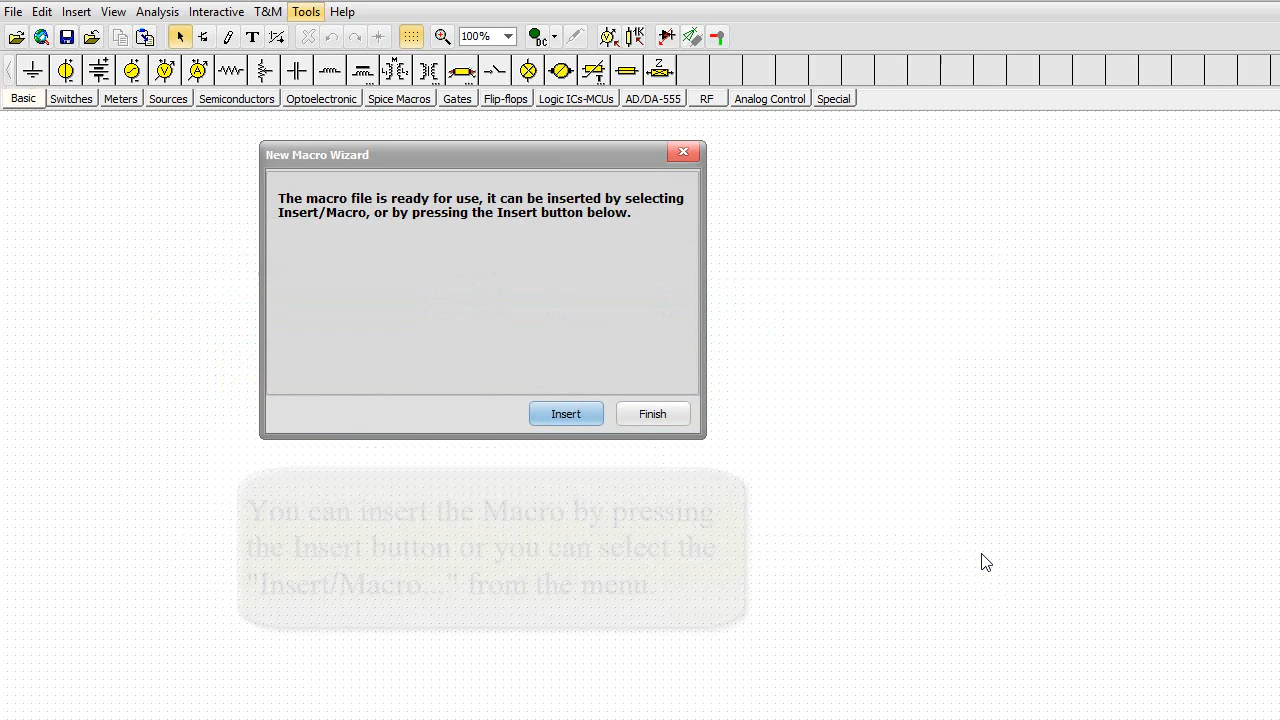 File Edit Insert View Analysis Interactive T&M Tools Help
DC 100% 1K
Z
Basic Switches Meters Sources Semiconductors Optoelectronic Spice Macros Gates Flip-flops Logic ICs-MCUs AD/DA-555 RF Analog Control Special
New Macro Wizard
The macro file is ready for use, it can be inserted by selecting
Insert/Macro, or by pressing the Insert button below.
Insert Finish
You can insert the Macro by pressing
the Insert button or you can select the
"Insert/Macro..." from the menu.